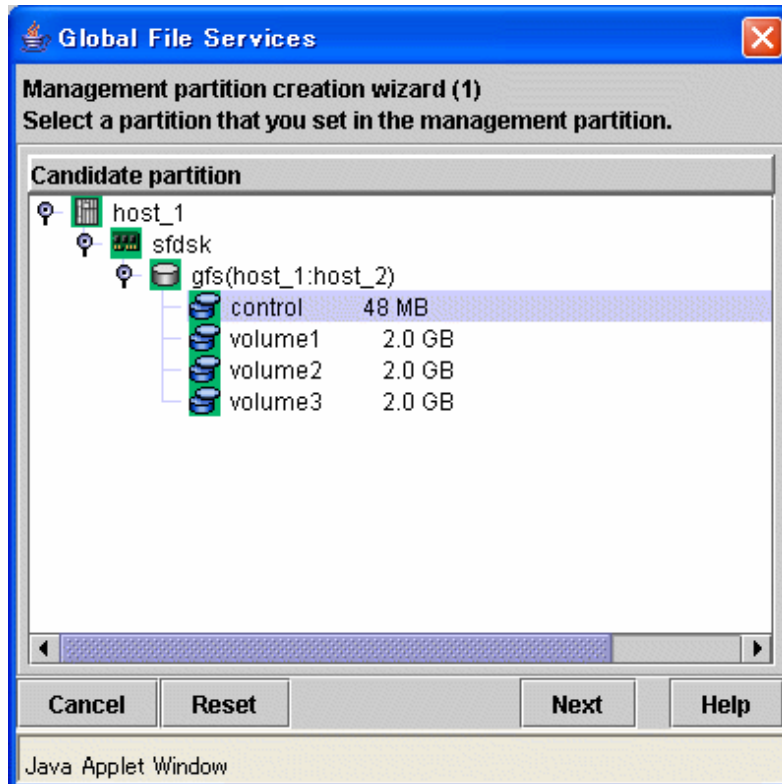 Global File Services
Management partition creation wizard (1)
Select a partition that you set in the management partition.
Candidate partition
host_1
sfdsk
gfs(host_1:host_2)
control 48 MB
volume1 2.0 GB
volume2 2.0 GB
volume3 2.0 GB
Cancel Reset Next Help
Java Applet Window